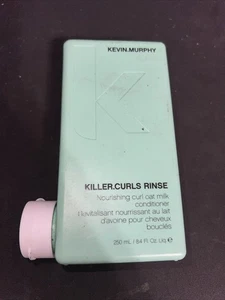 KEVIN.MURPHY
KILLER.CURLS RINSE
Nourishing curl oat milk
conditioner
Revitalisant nourrissant au lait
d'avoine pour cheveux
bouclés
250 mL / 8.4 Fl. Oz. Liq e